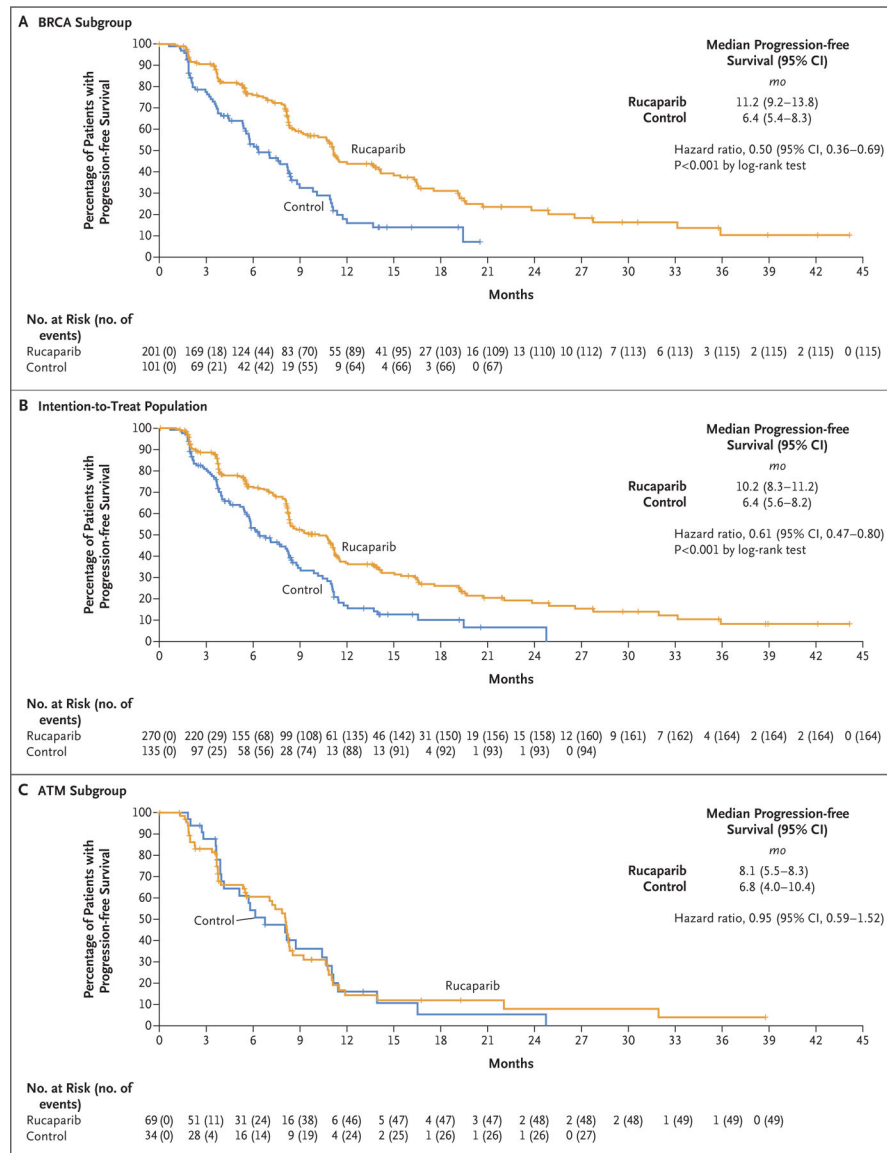 A BRCA Subgroup
Percentage of Patients with
Progression-free Survival
100
90
80
70
60
50
40
30
20
10
0
Rucaparib
Control
Median Progression-free
Survival (95% CI)
mo
Rucaparib 11.2 (9.2–13.8)
Control 6.4 (5.4–8.3)
Hazard ratio, 0.50 (95% CI, 0.36–0.69)
P<0.001 by log-rank test
0 3 6 9 12 15 18 21 24 27 30 33 36 39 42 45
Months
No. at Risk (no. of
events)
Rucaparib 201 (0) 169 (18) 124 (44) 83 (70) 55 (89) 41 (95) 27 (103) 16 (109) 13 (110) 10 (112) 7 (113) 6 (113) 3 (115) 2 (115) 2 (115) 0 (115)
Control 101 (0) 69 (21) 42 (42) 19 (55) 9 (64) 4 (66) 3 (66) 0 (67)
B Intention-to-Treat Population
Percentage of Patients with
Progression-free Survival
100
90
80
70
60
50
40
30
20
10
0
Rucaparib
Control
Median Progression-free
Survival (95% CI)
mo
Rucaparib 10.2 (8.3–11.2)
Control 6.4 (5.6–8.2)
Hazard ratio, 0.61 (95% CI, 0.47–0.80)
P<0.001 by log-rank test
0 3 6 9 12 15 18 21 24 27 30 33 36 39 42 45
Months
No. at Risk (no. of
events)
Rucaparib 270 (0) 220 (29) 155 (68) 99 (108) 61 (135) 46 (142) 31 (150) 19 (156) 15 (158) 12 (160) 9 (161) 7 (162) 4 (164) 2 (164) 2 (164) 0 (164)
Control 135 (0) 97 (25) 58 (56) 28 (74) 13 (88) 13 (91) 4 (92) 1 (93) 1 (93) 0 (94)
C ATM Subgroup
Percentage of Patients with
Progression-free Survival
100
90
80
70
60
50
40
30
20
10
0
Control
Rucaparib
Median Progression-free
Survival (95% CI)
mo
Rucaparib 8.1 (5.5–8.3)
Control 6.8 (4.0–10.4)
Hazard ratio, 0.95 (95% CI, 0.59–1.52)
0 3 6 9 12 15 18 21 24 27 30 33 36 39 42 45
Months
No. at Risk (no. of
events)
Rucaparib 69 (0) 51 (11) 31 (24) 16 (38) 6 (46) 5 (47) 4 (47) 3 (47) 2 (48) 2 (48) 2 (48) 1 (49) 1 (49) 0 (49)
Control 34 (0) 28 (4) 16 (14) 9 (19) 4 (24) 2 (25) 1 (26) 1 (26) 1 (26) 0 (27)